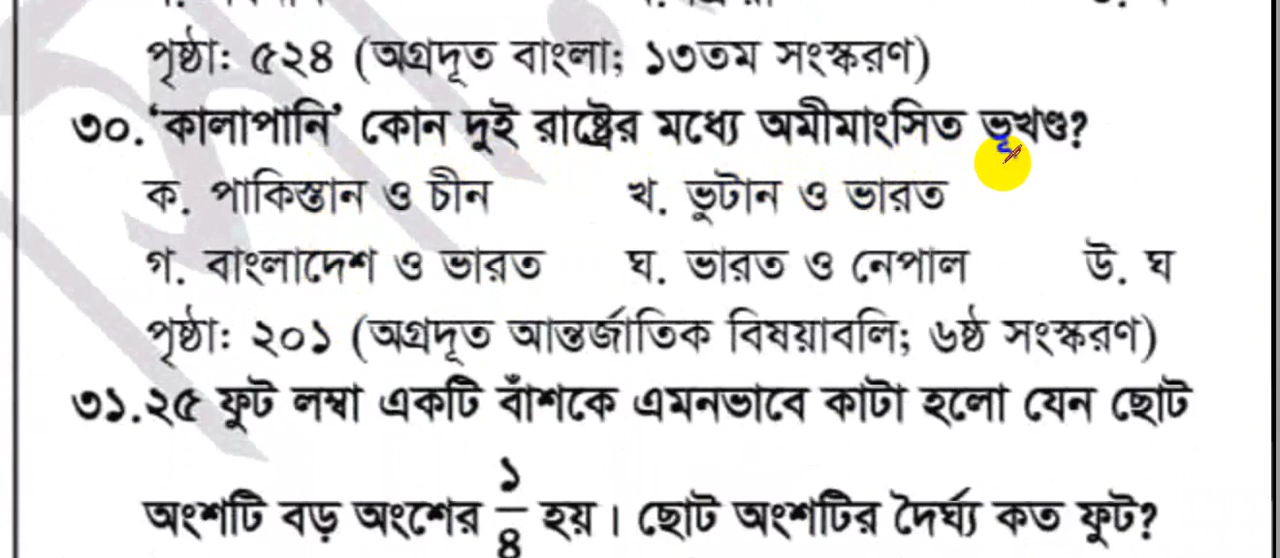 পৃষ্ঠা: ৫২৪ (অগ্রদূত বাংলা; ১৩তম সংস্করণ)
৩০. ‘কালাপানি’ কোন দুই রাষ্ট্রের মধ্যে অমীমাংসিত ভূখণ্ড?
ক. পাকিস্তান ও চীন খ. ভুটান ও ভারত
গ. বাংলাদেশ ও ভারত ঘ. ভারত ও নেপাল উ. ঘ
পৃষ্ঠা: ২০১ (অগ্রদূত আন্তর্জাতিক বিষয়াবলি; ৬ষ্ঠ সংস্করণ)
৩১.২৫ ফুট লম্বা একটি বাঁশকে এমনভাবে কাটা হলো যেন ছোট
অংশটি বড় অংশের ১/৪ হয়। ছোট অংশটির দৈর্ঘ্য কত ফুট?